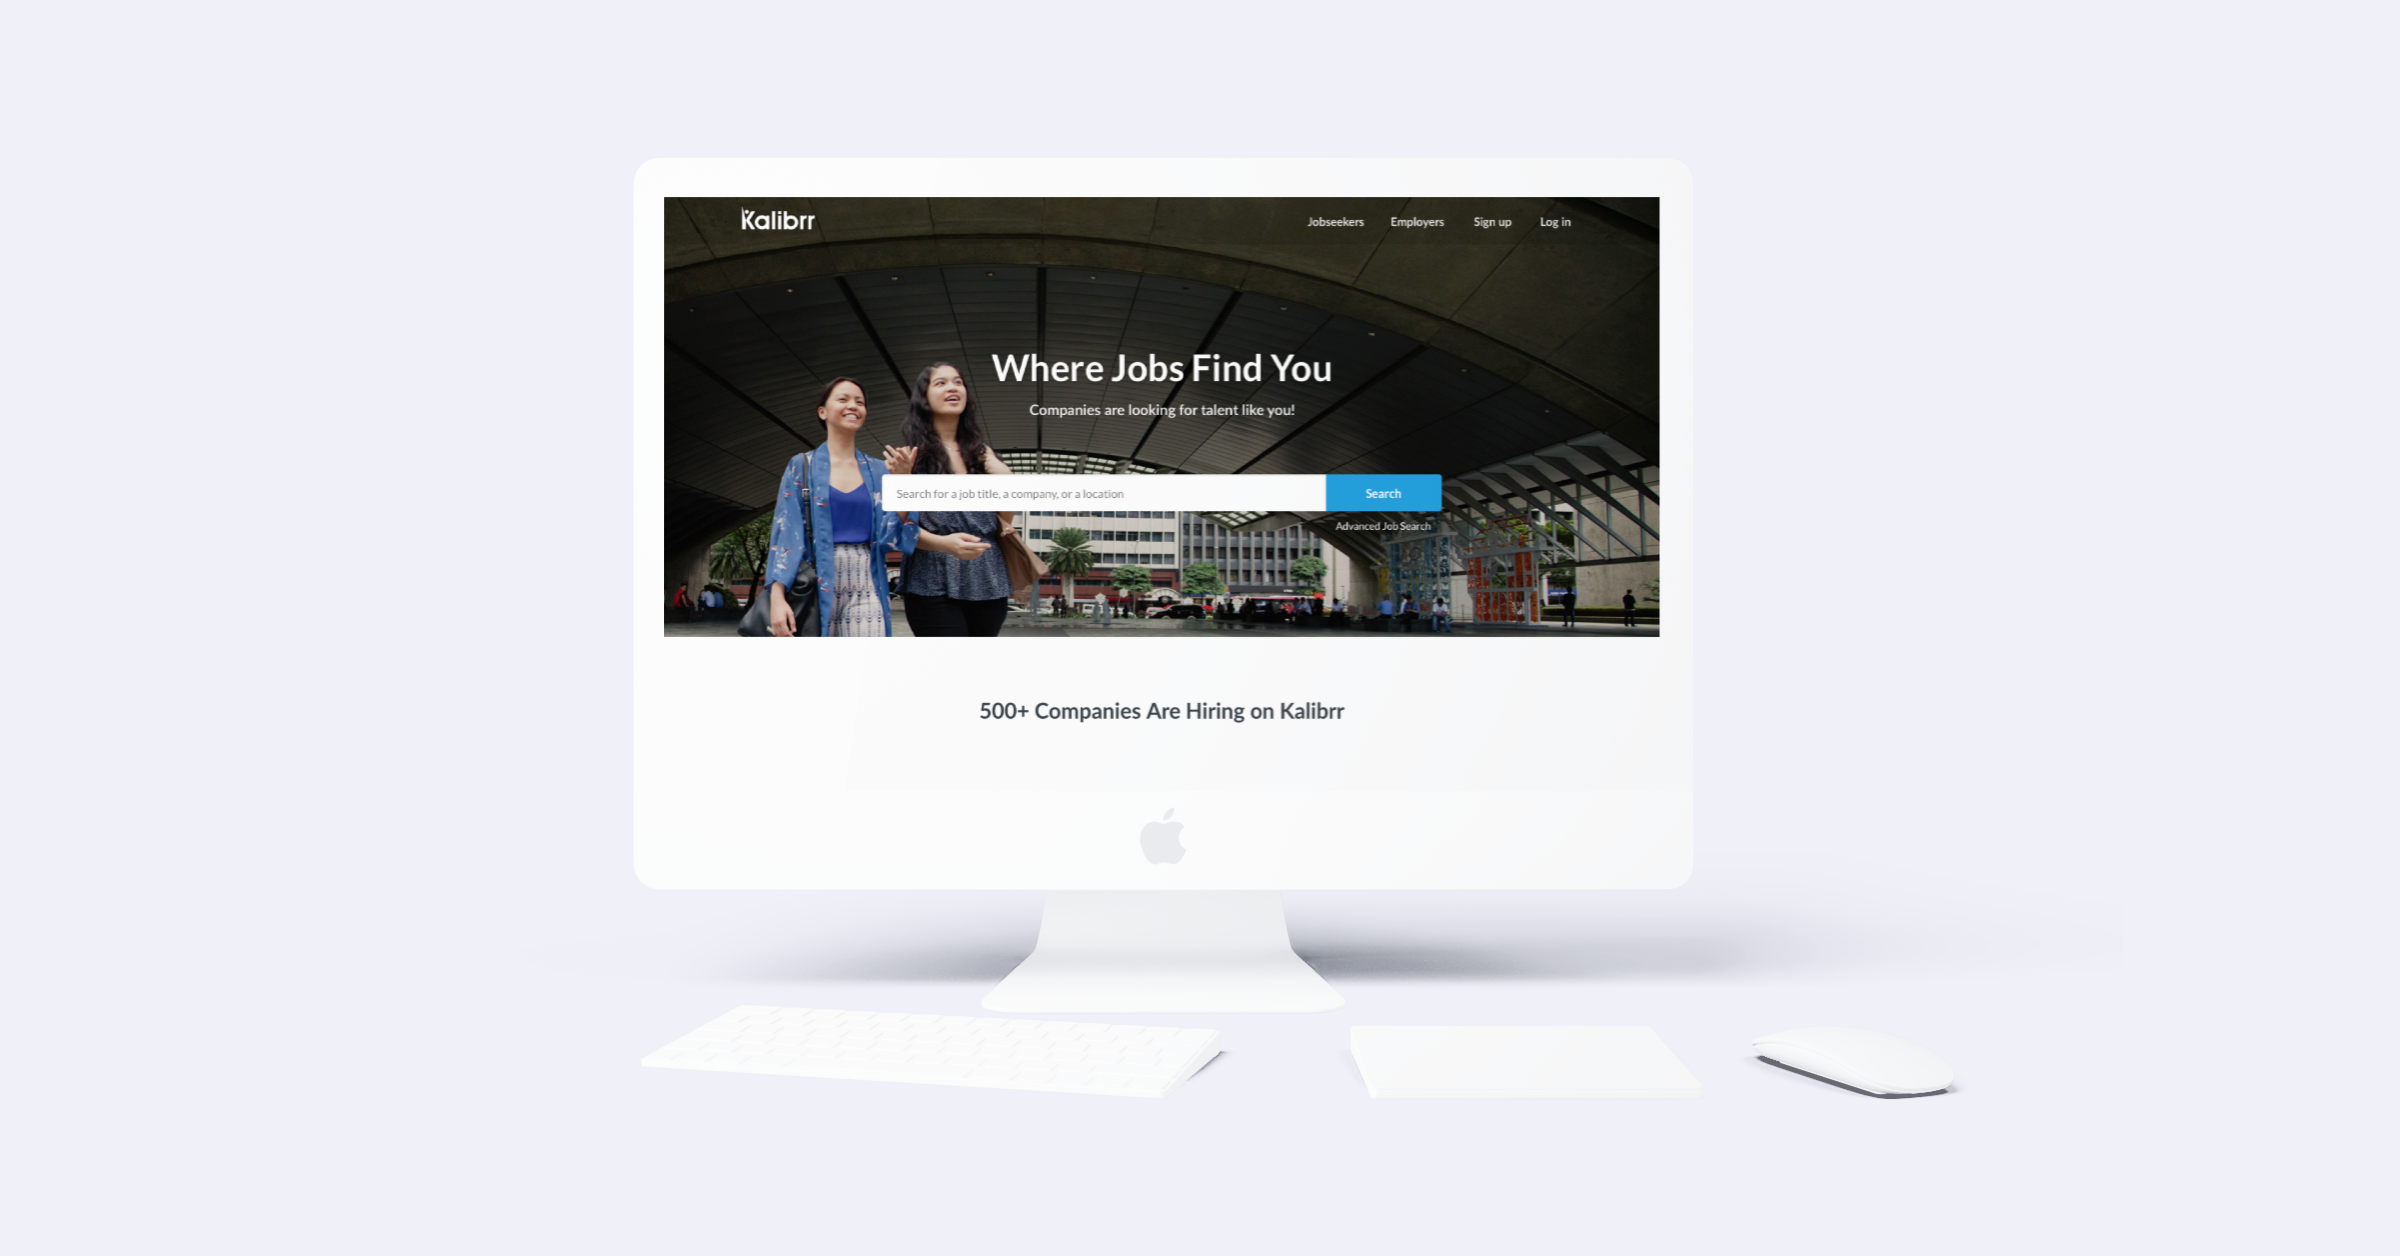 Kalibrr
Jobseekers Employers Sign up Log in
Where Jobs Find You
Companies are looking for talent like you!
Search for a job title, a company, or a location
Search
Advanced Job Search
500+ Companies Are Hiring on Kalibrr